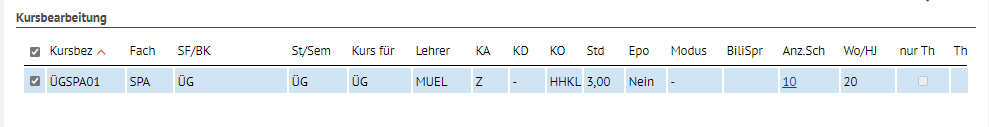 Kursbearbeitung
Kursbez Fach SF/BK St/Sem Kurs für Lehrer KA KD KO Std Epo Modus BiliSpr Anz.Sch Wo/HJ nur Th Th
ÜGSPA01 SPA ÜG ÜG ÜG MUEL Z - HHKL 3,00 Nein - 10 20